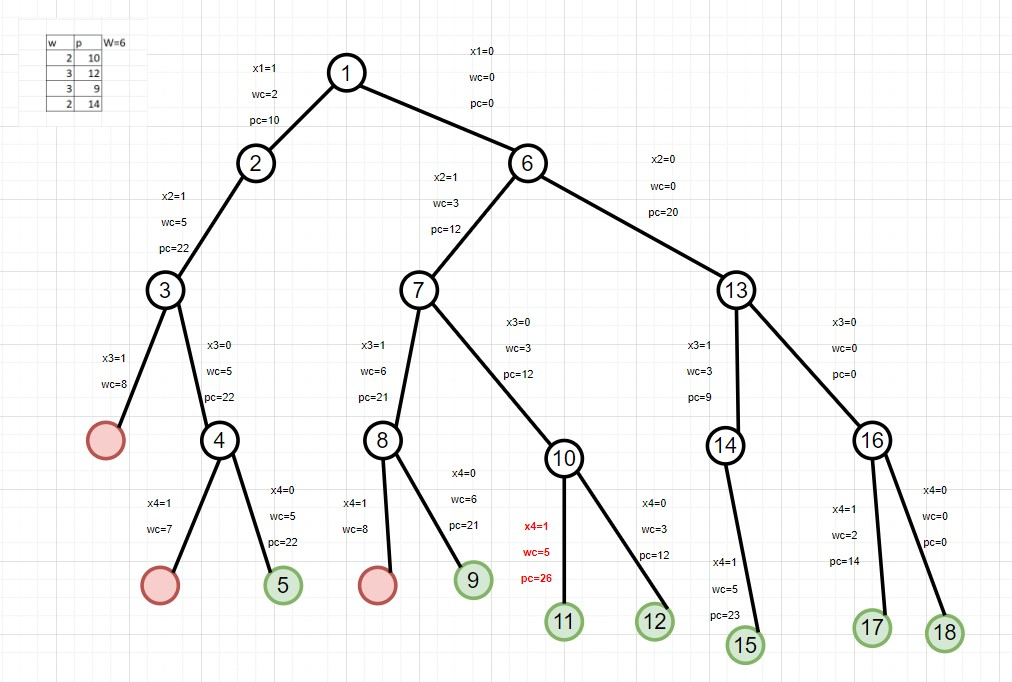 w p W=6
2 10
3 12
3 9
2 14
x1=1
wc=2
pc=10
x1=0
wc=0
pc=0
1
2
6
x2=1
wc=5
pc=22
x2=1
wc=3
pc=12
x2=0
wc=0
pc=20
3
7
13
x3=1
wc=8
x3=0
wc=5
pc=22
x3=1
wc=6
pc=21
x3=0
wc=3
pc=12
x3=1
wc=3
pc=9
x3=0
wc=0
pc=0
4
8
10
14
16
x4=1
wc=7
x4=0
wc=5
pc=22
x4=1
wc=8
x4=0
wc=6
pc=21
x4=1
wc=5
pc=26
x4=0
wc=3
pc=12
x4=1
wc=5
pc=23
x4=1
wc=2
pc=14
x4=0
wc=0
pc=0
5
9
11
12
15
17
18